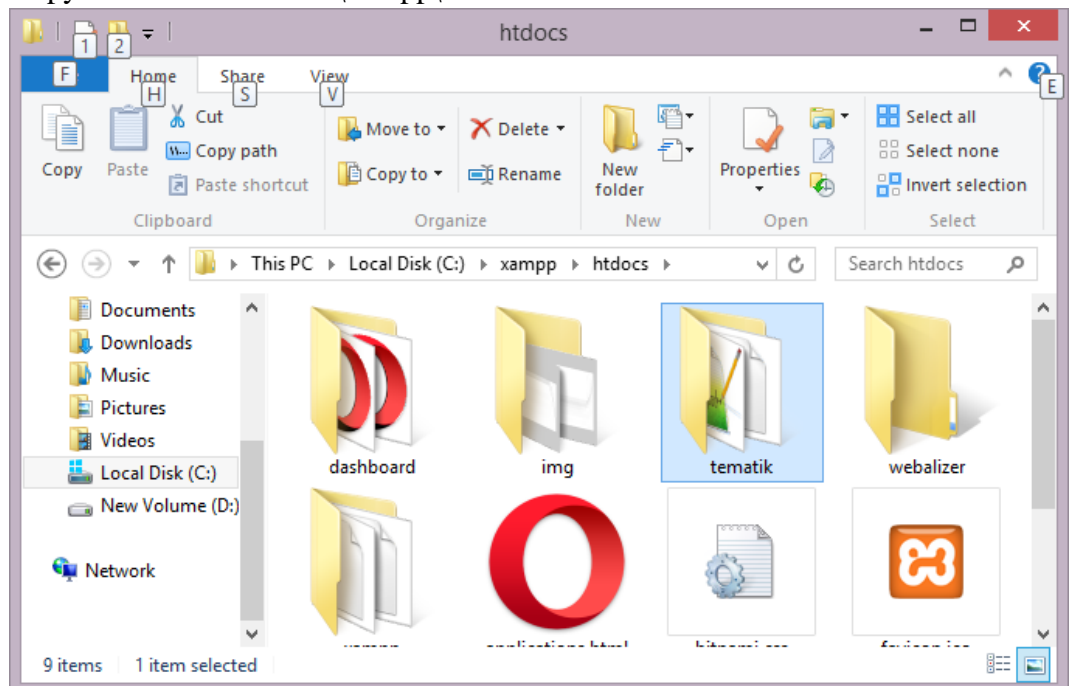 htdocs
1 2
F Home Share View
H S V E
Cut
Copy path
Paste shortcut
Copy Paste
Move to Delete
Copy to Rename
New folder
Properties
Select all
Select none
Invert selection
Clipboard Organize New Open Select
This PC Local Disk (C:) xampp htdocs Search htdocs
Documents
Downloads
Music
Pictures
Videos
Local Disk (C:)
New Volume (D:)
Network
dashboard img tematik webalizer
9 items 1 item selected